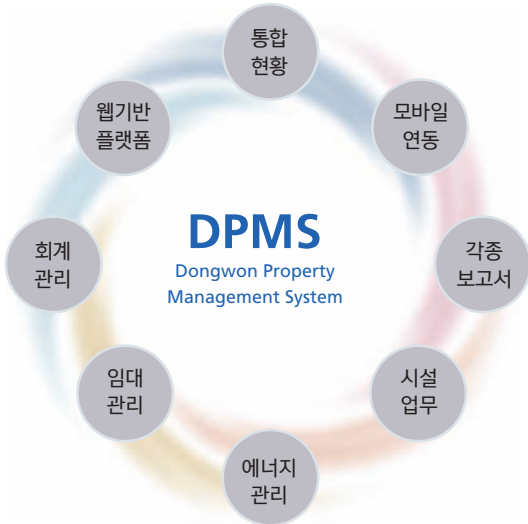 통합
현황
모바일
연동
각종
보고서
시설
업무
에너지
관리
임대
관리
회계
관리
웹기반
플랫폼
DPMS
Dongwon Property
Management System